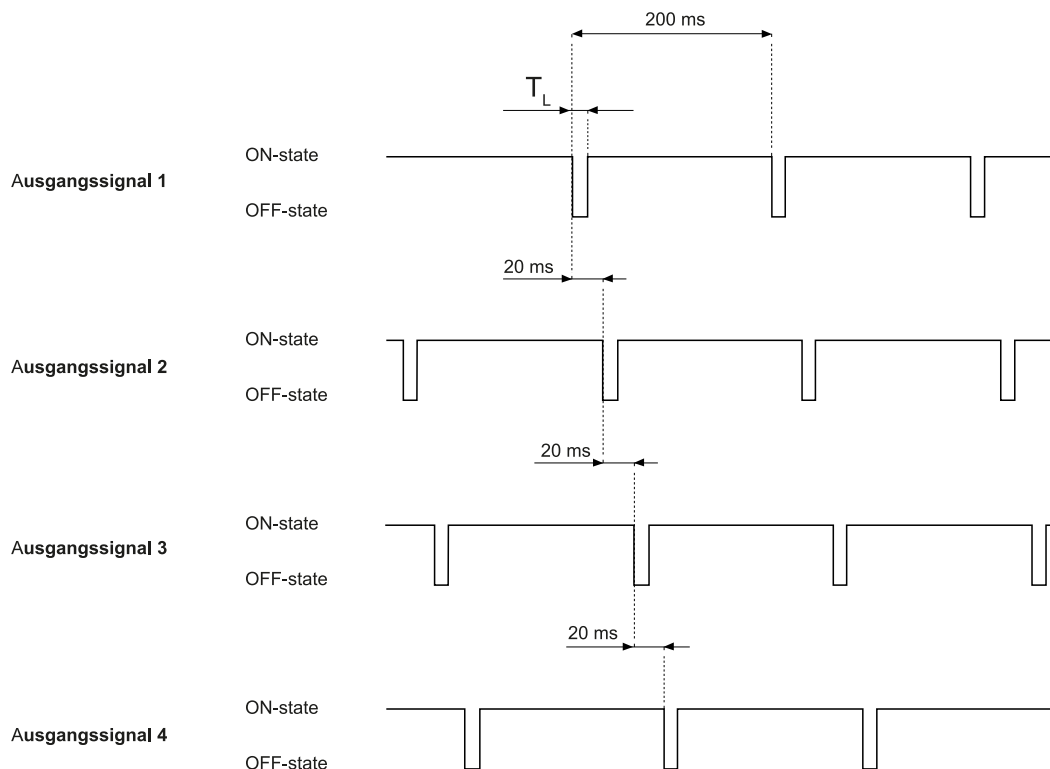 200 ms
TL
ON-state
Ausgangssignal 1
OFF-state
20 ms
ON-state
Ausgangssignal 2
OFF-state
20 ms
ON-state
Ausgangssignal 3
OFF-state
20 ms
ON-state
Ausgangssignal 4
OFF-state